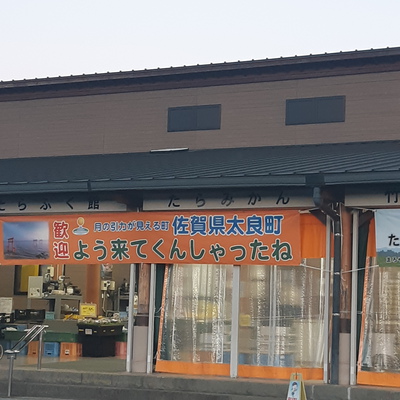 たらふく館
たらみかん
竹
歓迎
月の引力が見える町 佐賀県太良町
よう来てくんしゃったね
た